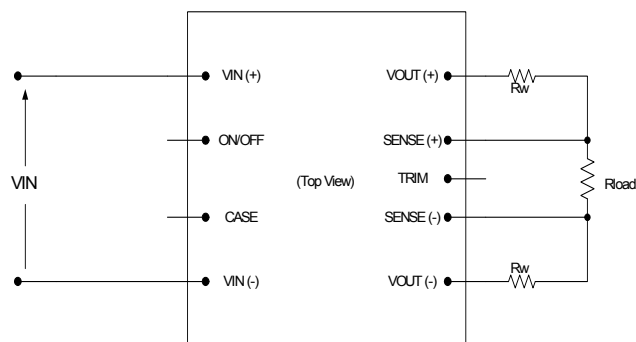 VIN (+)
VOUT (+)
Rw
ON/OFF
SENSE (+)
VIN
(Top View)
TRIM
Rload
CASE
SENSE (-)
VIN (-)
VOUT (-)
Rw